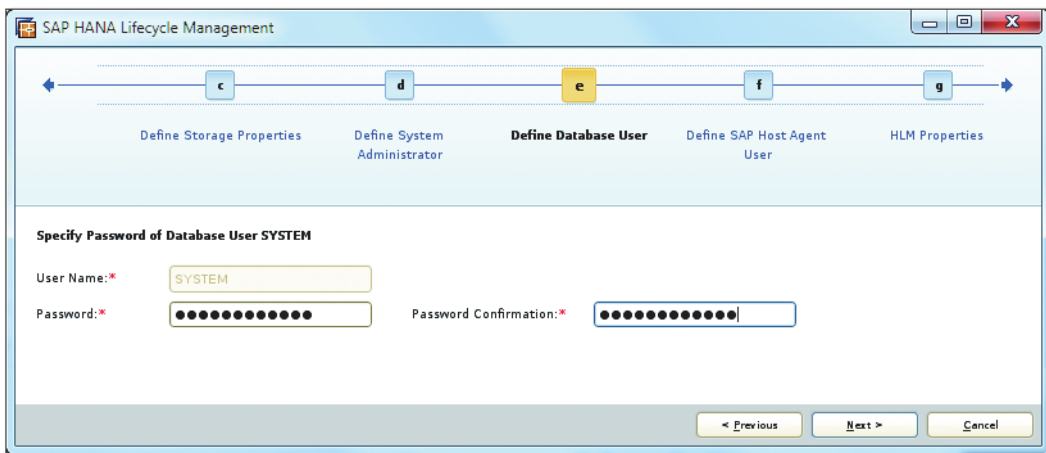 SAP HANA Lifecycle Management
c d e f g
Define Storage Properties Define System Administrator Define Database User Define SAP Host Agent User HLM Properties
Specify Password of Database User SYSTEM
User Name:* SYSTEM
Password:* ●●●●●●●●●●●● Password Confirmation:* ●●●●●●●●●●●●
< Previous Next > Cancel